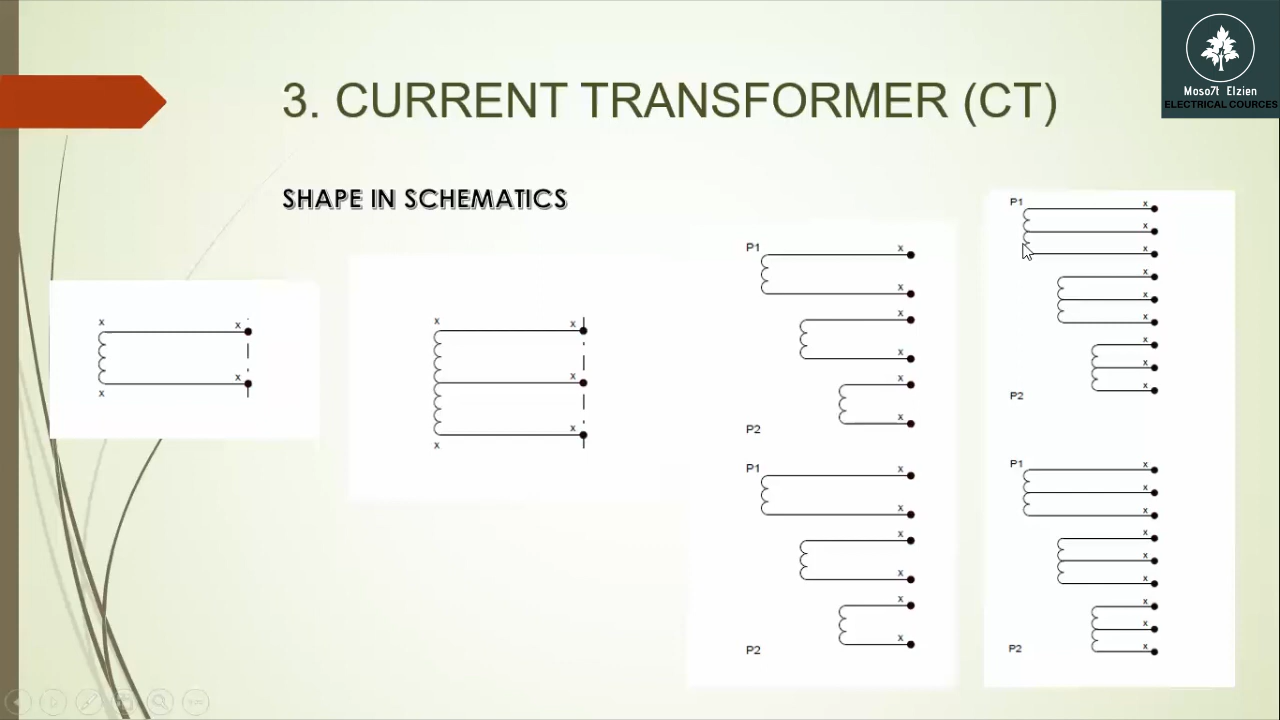 3. CURRENT TRANSFORMER (CT)
Moso7t Elzien
ELECTRICAL COURCES
SHAPE IN SCHEMATICS
x
x
x
x
x
x
x
x
x
P1
x
x
x
x
x
x
P2
P1
x
x
x
x
x
x
P2
P1
x
x
x
x
x
x
x
x
x
P2
P1
x
x
x
x
x
x
x
x
x
P2